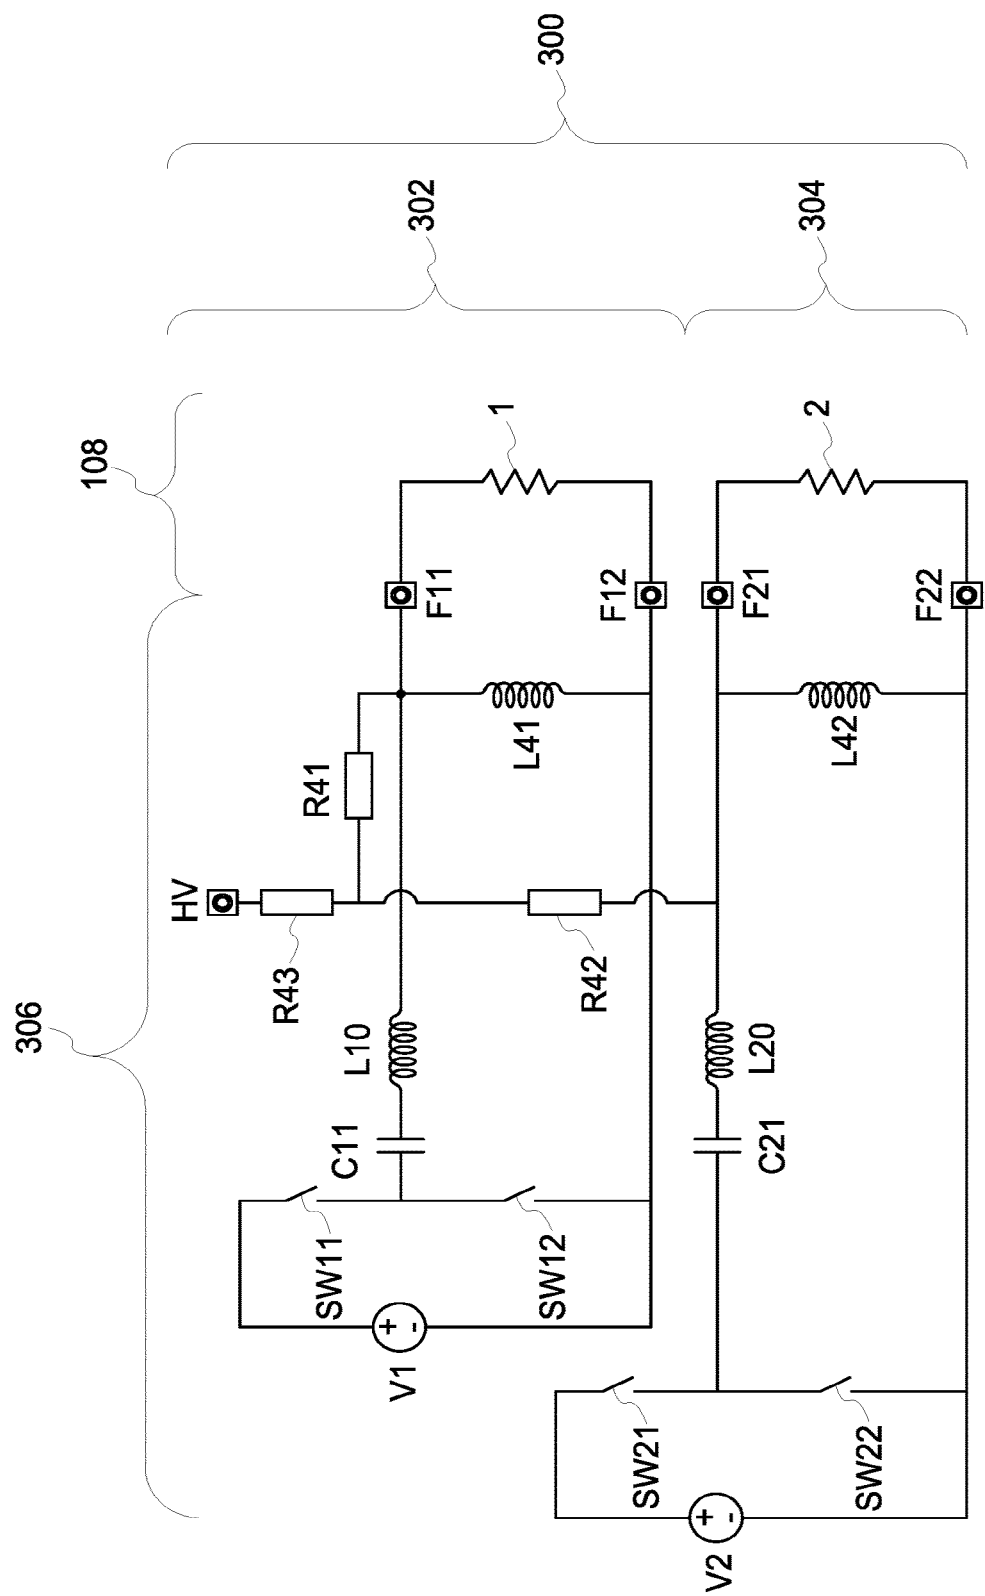 300
302
304
108
306
1
2
F11
F12
F21
F22
R41
L41
L42
HV
R43
R42
L10
L20
C11
C21
SW11
SW12
V1
SW21
SW22
V2
+
-
+
-